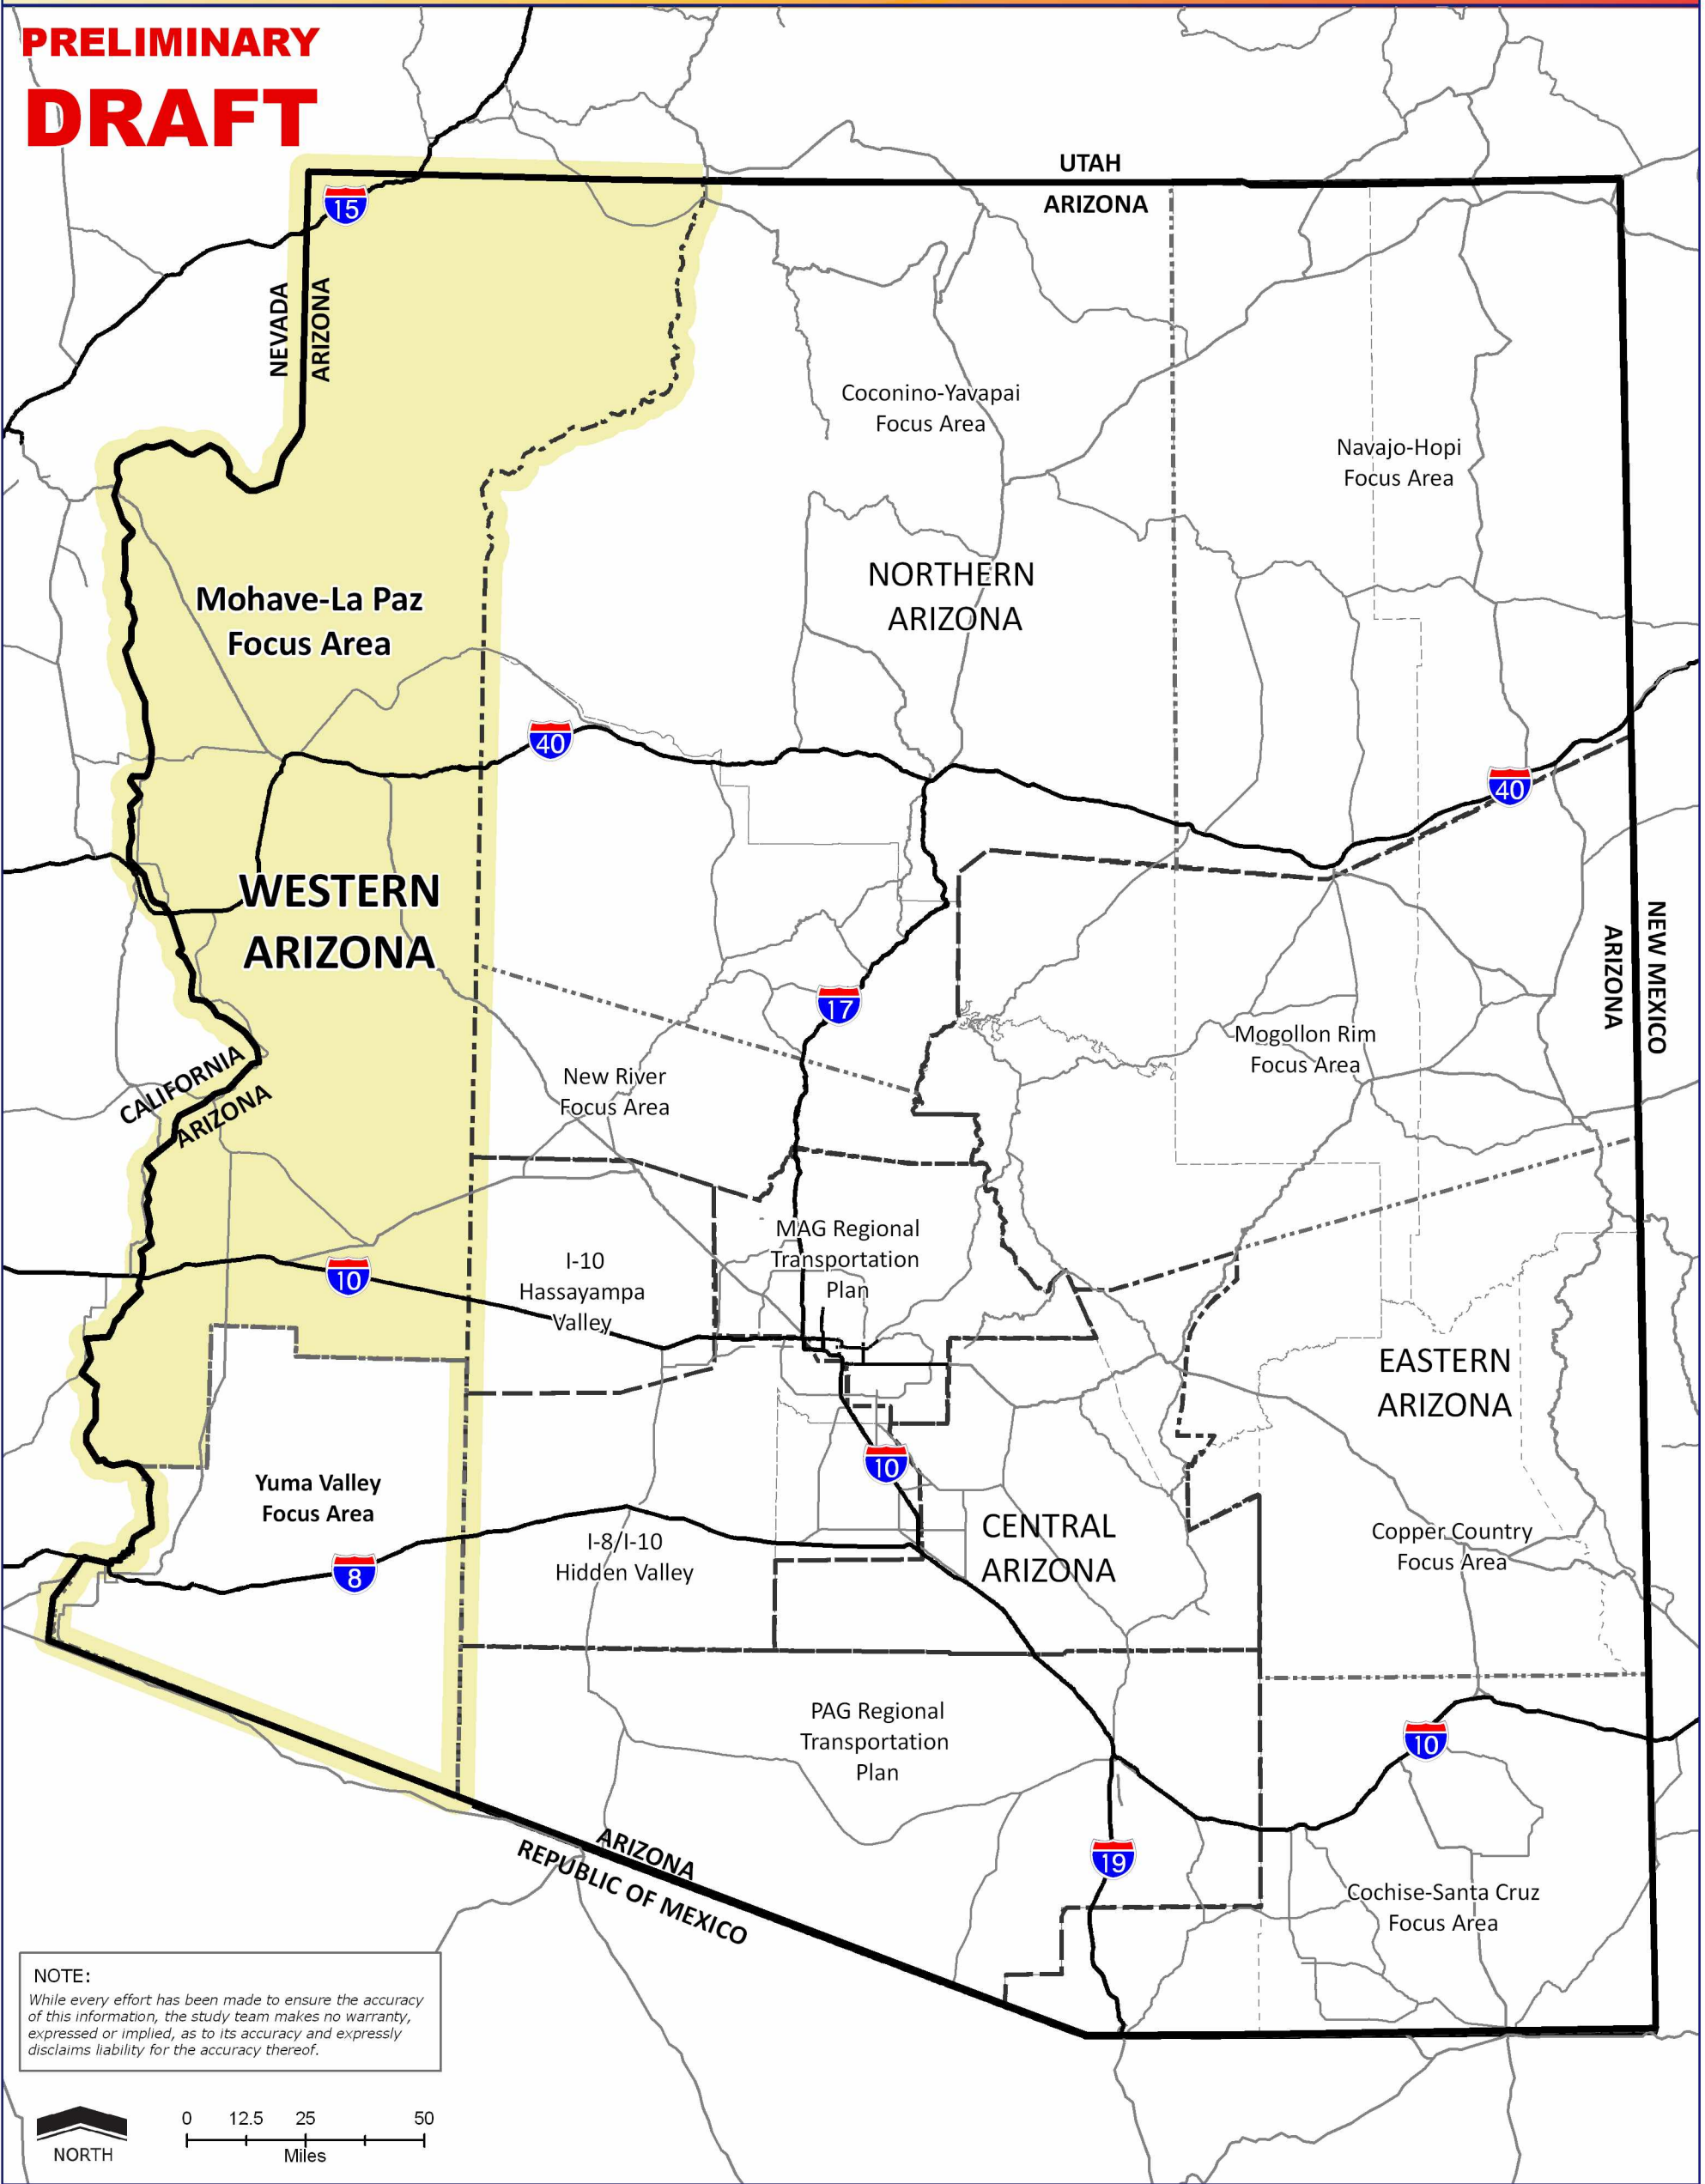 PRELIMINARY
DRAFT
UTAH
ARIZONA
15
NEVADA
ARIZONA
Coconino-Yavapai
Focus Area
Navajo-Hopi
Focus Area
Mohave-La Paz
Focus Area
NORTHERN
ARIZONA
40
40
WESTERN
ARIZONA
NEW MEXICO
ARIZONA
17
Mogollon Rim
Focus Area
CALIFORNIA
ARIZONA
New River
Focus Area
MAG Regional
Transportation
Plan
I-10
Hassayampa
Valley
10
EASTERN
ARIZONA
10
Yuma Valley
Focus Area
CENTRAL
ARIZONA
Copper Country
Focus Area
I-8/I-10
Hidden Valley
8
PAG Regional
Transportation
Plan
10
19
ARIZONA
REPUBLIC OF MEXICO
Cochise-Santa Cruz
Focus Area
NOTE:
While every effort has been made to ensure the accuracy
of this information, the study team makes no warranty,
expressed or implied, as to its accuracy and expressly
disclaims liability for the accuracy thereof.
NORTH
0 12.5 25 50
Miles